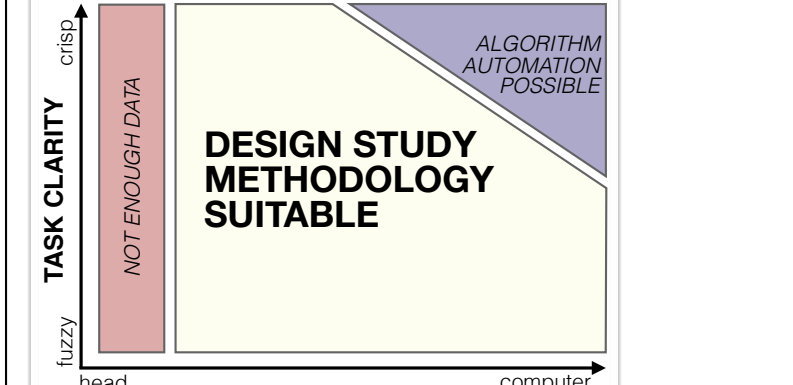 crisp
TASK CLARITY
fuzzy
NOT ENOUGH DATA
DESIGN STUDY
METHODOLOGY
SUITABLE
ALGORITHM
AUTOMATION
POSSIBLE
head
computer